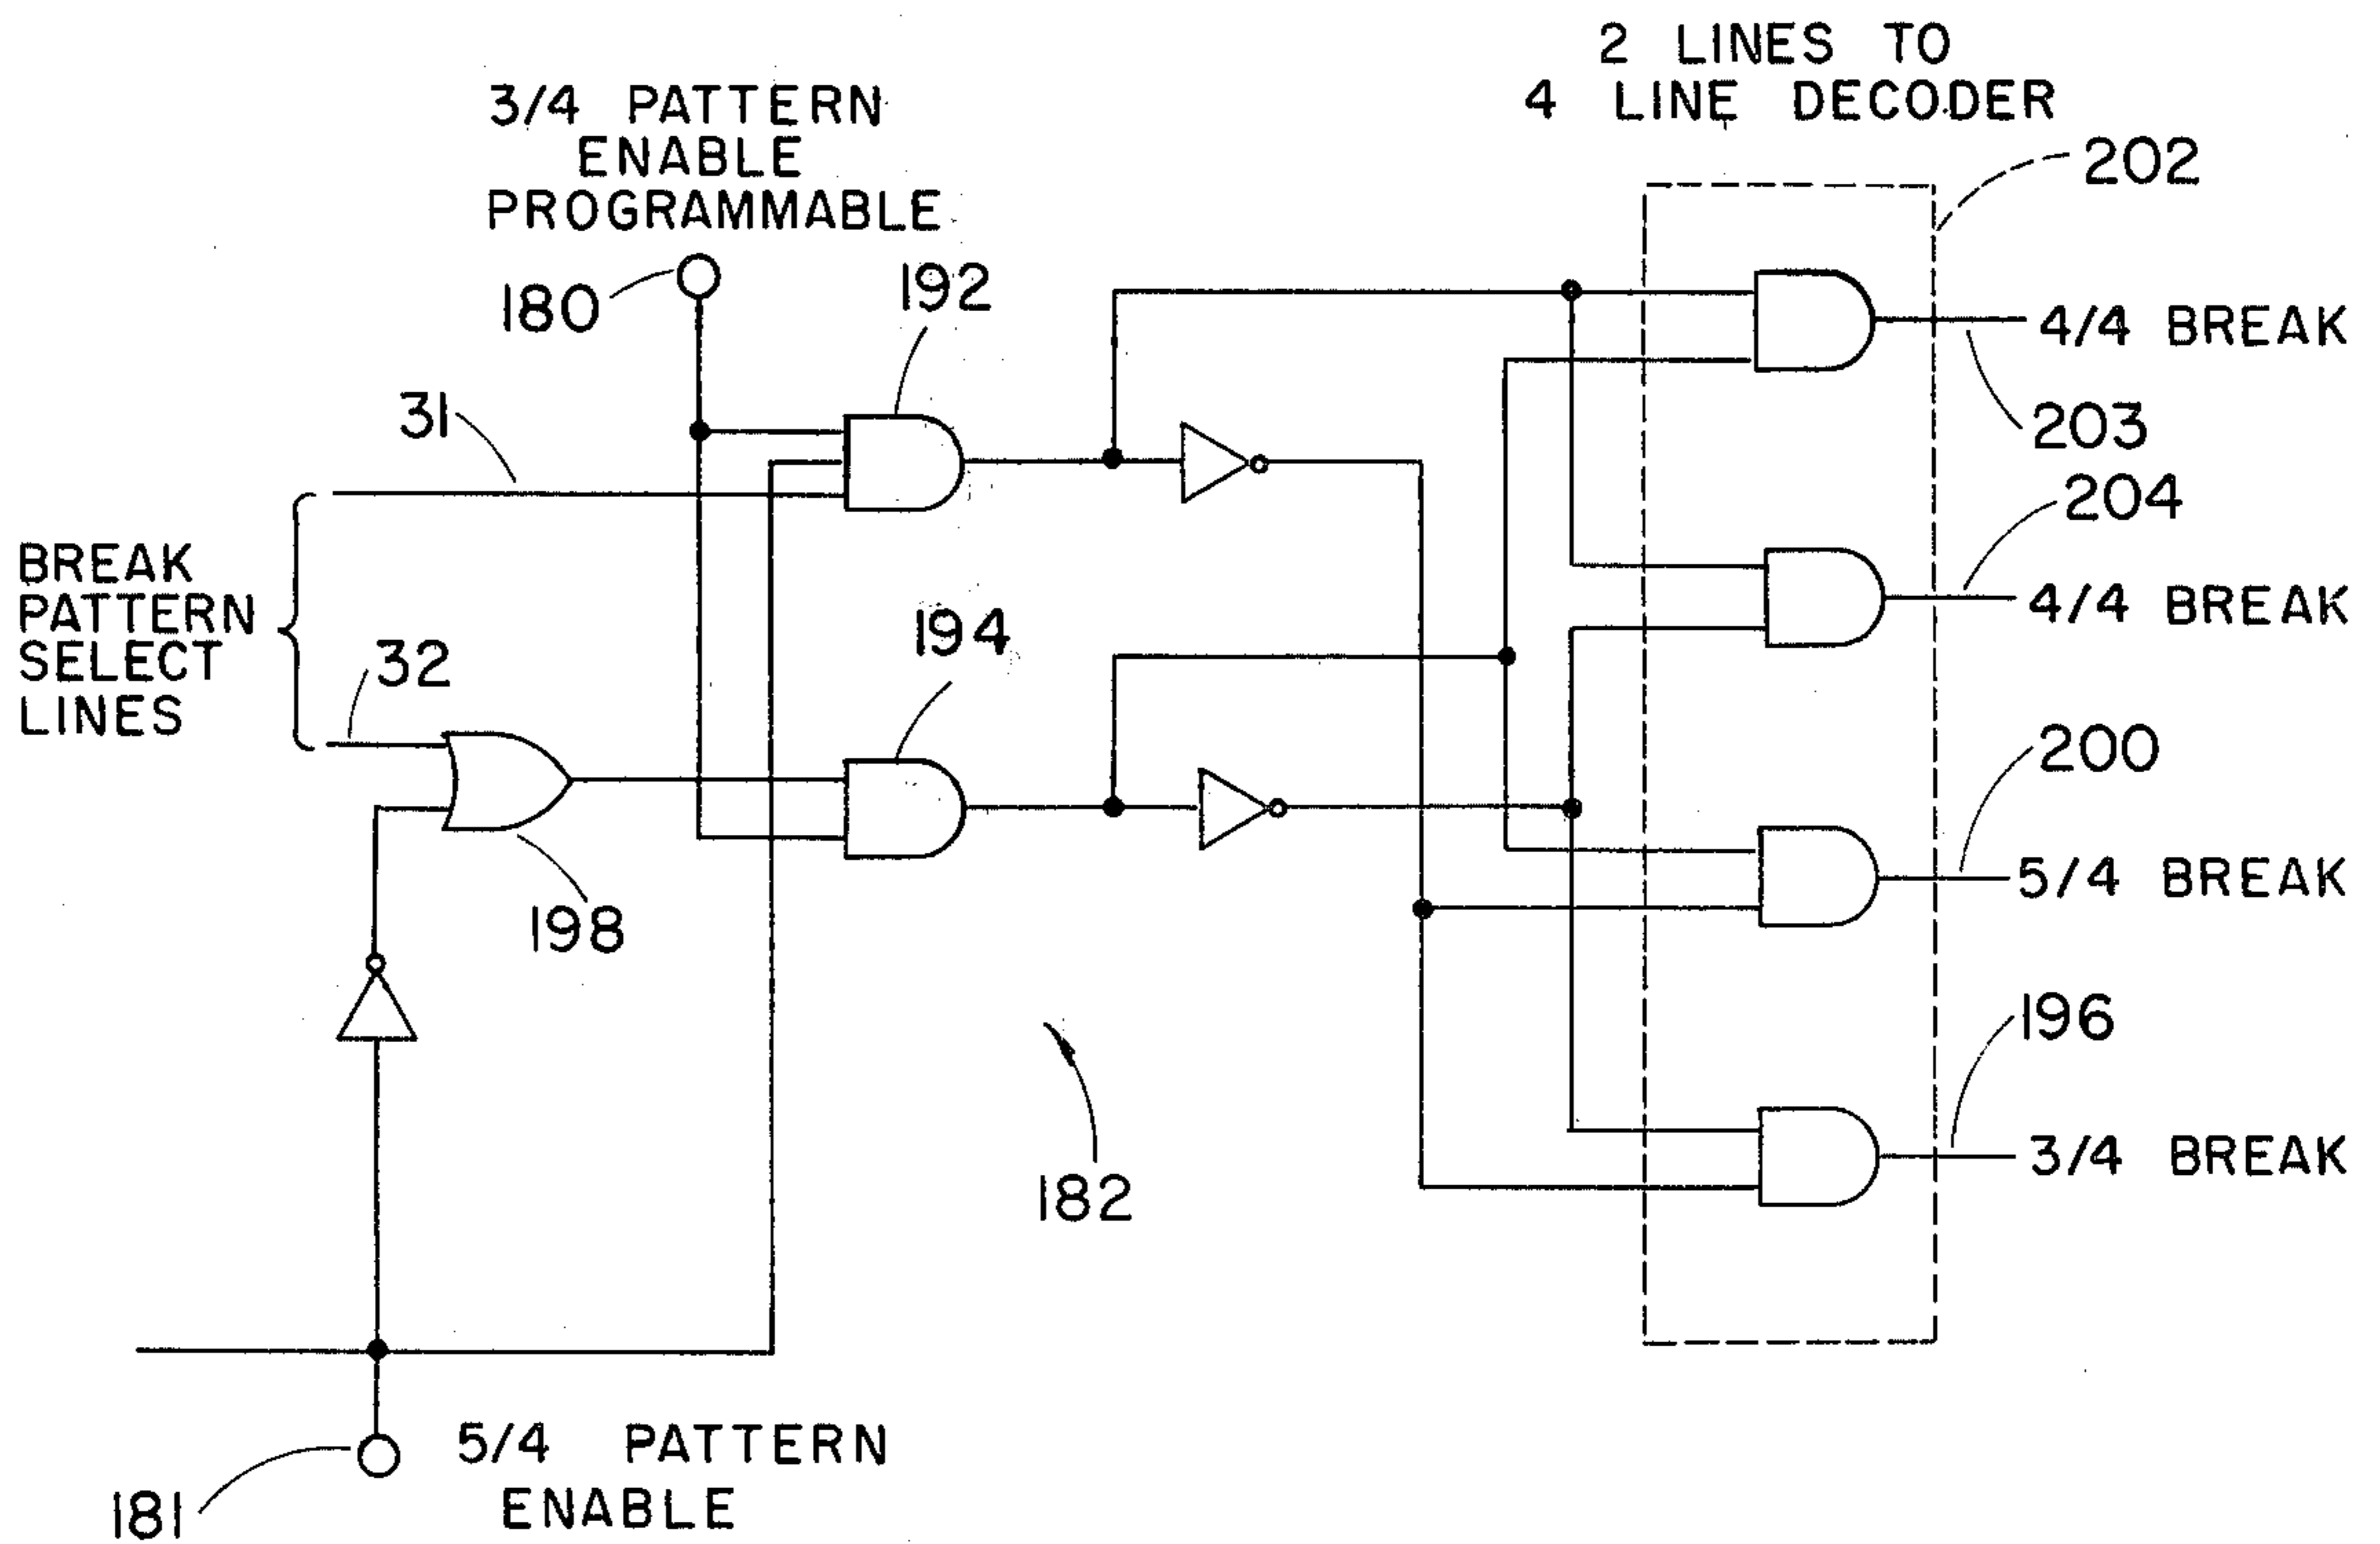 2 LINES TO
4 LINE DECODER
202
3/4 PATTERN
ENABLE
PROGRAMMABLE
180
192
31
4/4 BREAK
203
204
BREAK
PATTERN
SELECT
LINES
32
194
4/4 BREAK
200
198
5/4 BREAK
196
182
3/4 BREAK
5/4 PATTERN
ENABLE
181